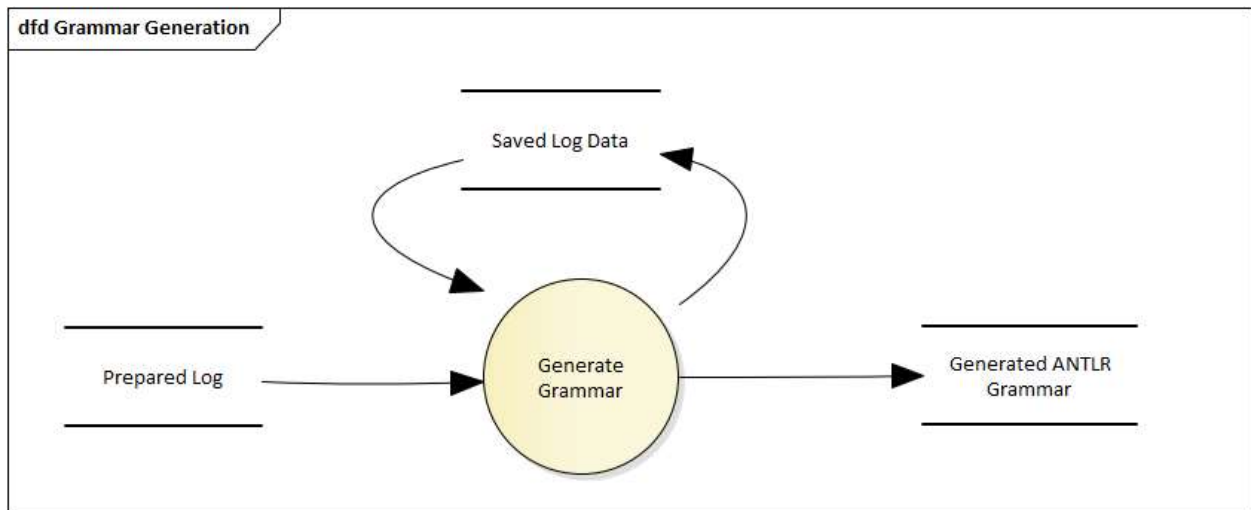 dfd Grammar Generation
Saved Log Data
Prepared Log
Generate
Grammar
Generated ANTLR
Grammar